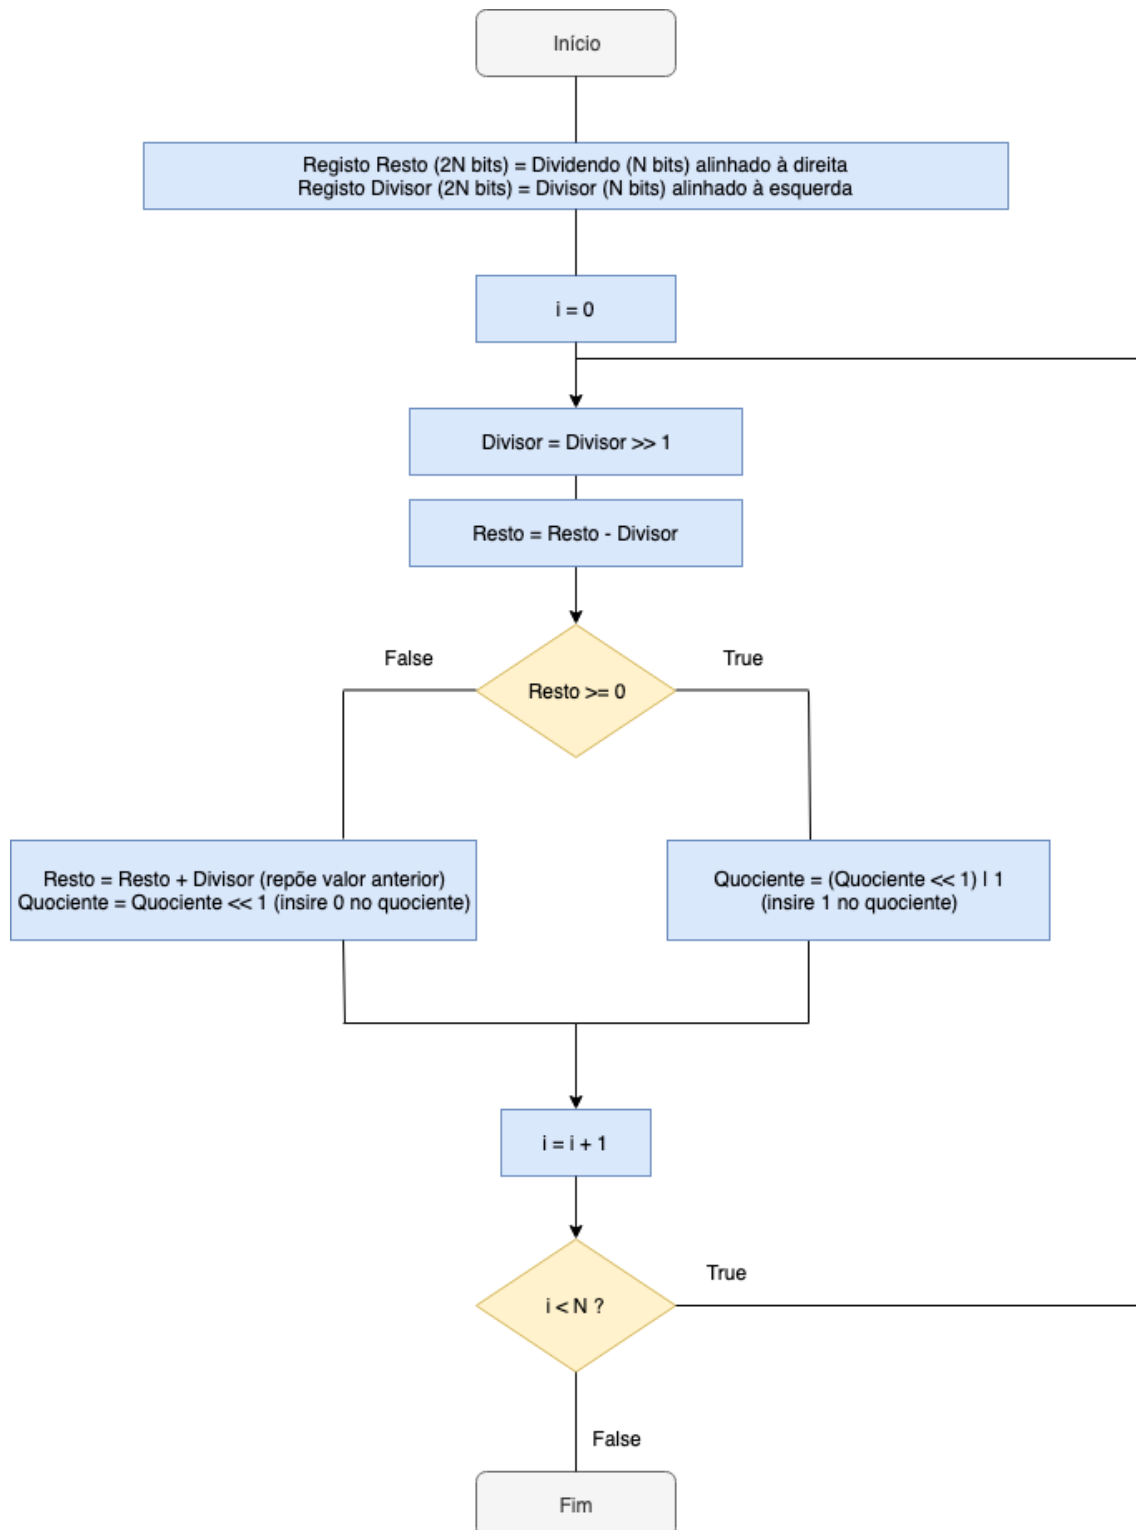 Início
Registo Resto (2N bits) = Dividendo (N bits) alinhado à direita
Registo Divisor (2N bits) = Divisor (N bits) alinhado à esquerda
i = 0
Divisor = Divisor >> 1
Resto = Resto - Divisor
False
True
Resto >= 0
Resto = Resto + Divisor (repõe valor anterior)
Quociente = Quociente << 1 (insire 0 no quociente)
Quociente = (Quociente << 1) | 1
(insire 1 no quociente)
i = i + 1
True
i < N ?
False
Fim